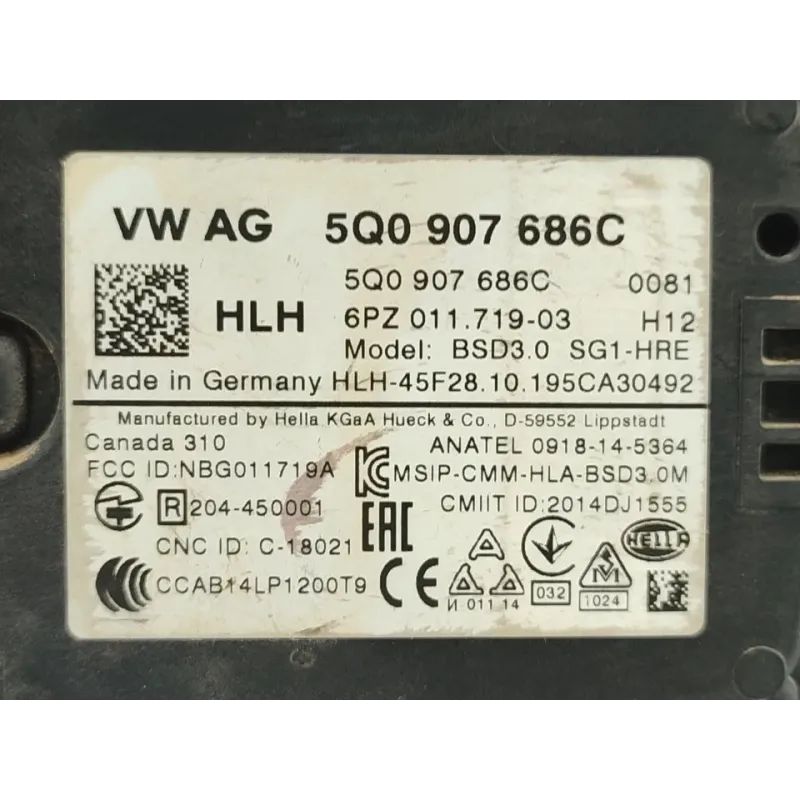 VW AG 5Q0 907 686C
5Q0 907 686C 0081
HLH 6PZ 011.719-03 H12
Model: BSD3.0 SG1-HRE
Made in Germany HLH-45F28.10.195CA30492
Manufactured by Hella KGaA Hueck & Co., D-59552 Lippstadt
Canada 310 ANATEL 0918-14-5364
FCC ID:NBG011719A KC MSIP-CMM-HLA-BSD3.0M
R 204-450001 CMIIT ID:2014DJ1555
CNC ID: C-18021 EAC HELLA
CCAB14LP1200T9 CE И 011 14 032 1024